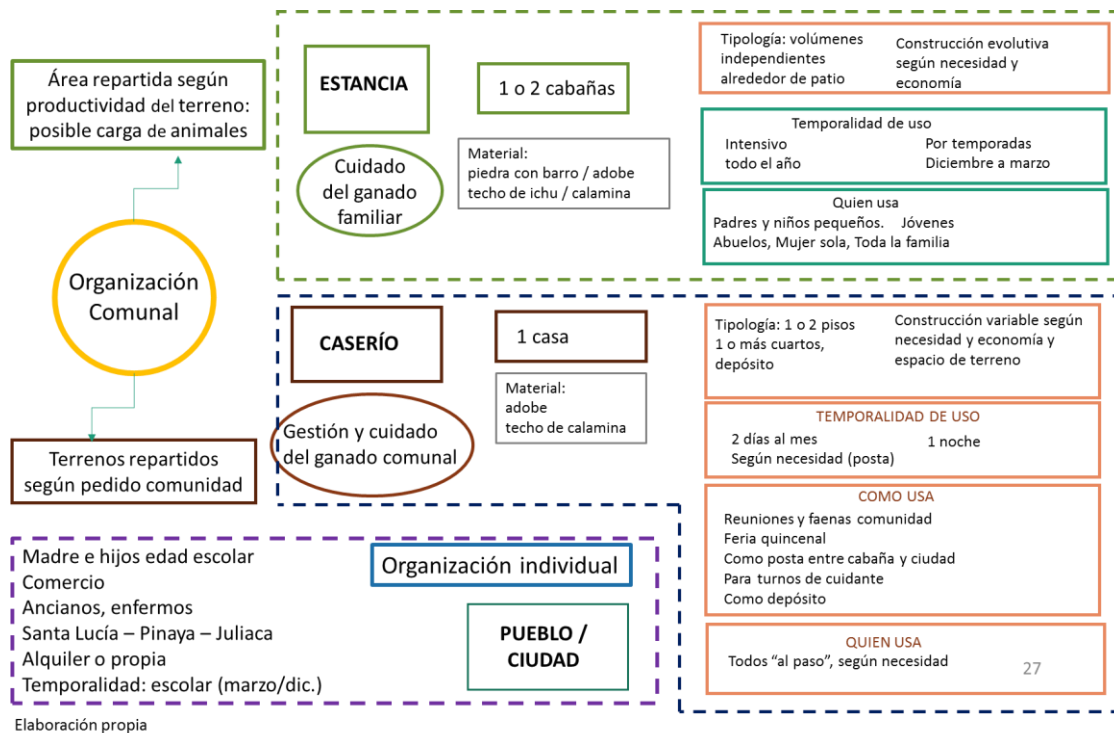 Área repartida según
productividad del terreno:
posible carga de animales
Organización
Comunal
Terrenos repartidos
según pedido comunidad
ESTANCIA
1 o 2 cabañas
Cuidado
del ganado
familiar
Material:
piedra con barro / adobe
techo de ichu / calamina
Tipología: volúmenes
independientes
alrededor de patio
Construcción evolutiva
según necesidad y
economía
Temporalidad de uso
Intensivo
todo el año
Por temporadas
Diciembre a marzo
Quien usa
Padres y niños pequeños. Jóvenes
Abuelos, Mujer sola, Toda la familia
CASERÍO
1 casa
Gestión y cuidado
del ganado comunal
Material:
adobe
techo de calamina
Tipología: 1 o 2 pisos
1 o más cuartos,
depósito
Construcción variable según
necesidad y economía y
espacio de terreno
TEMPORALIDAD DE USO
2 días al mes
Según necesidad (posta)
1 noche
COMO USA
Reuniones y faenas comunidad
Feria quincenal
Como posta entre cabaña y ciudad
Para turnos de cuidante
Como depósito
QUIEN USA
Todos “al paso”, según necesidad
27
Organización individual
PUEBLO /
CIUDAD
Madre e hijos edad escolar
Comercio
Ancianos, enfermos
Santa Lucía – Pinaya – Juliaca
Alquiler o propia
Temporalidad: escolar (marzo/dic.)
Elaboración propia